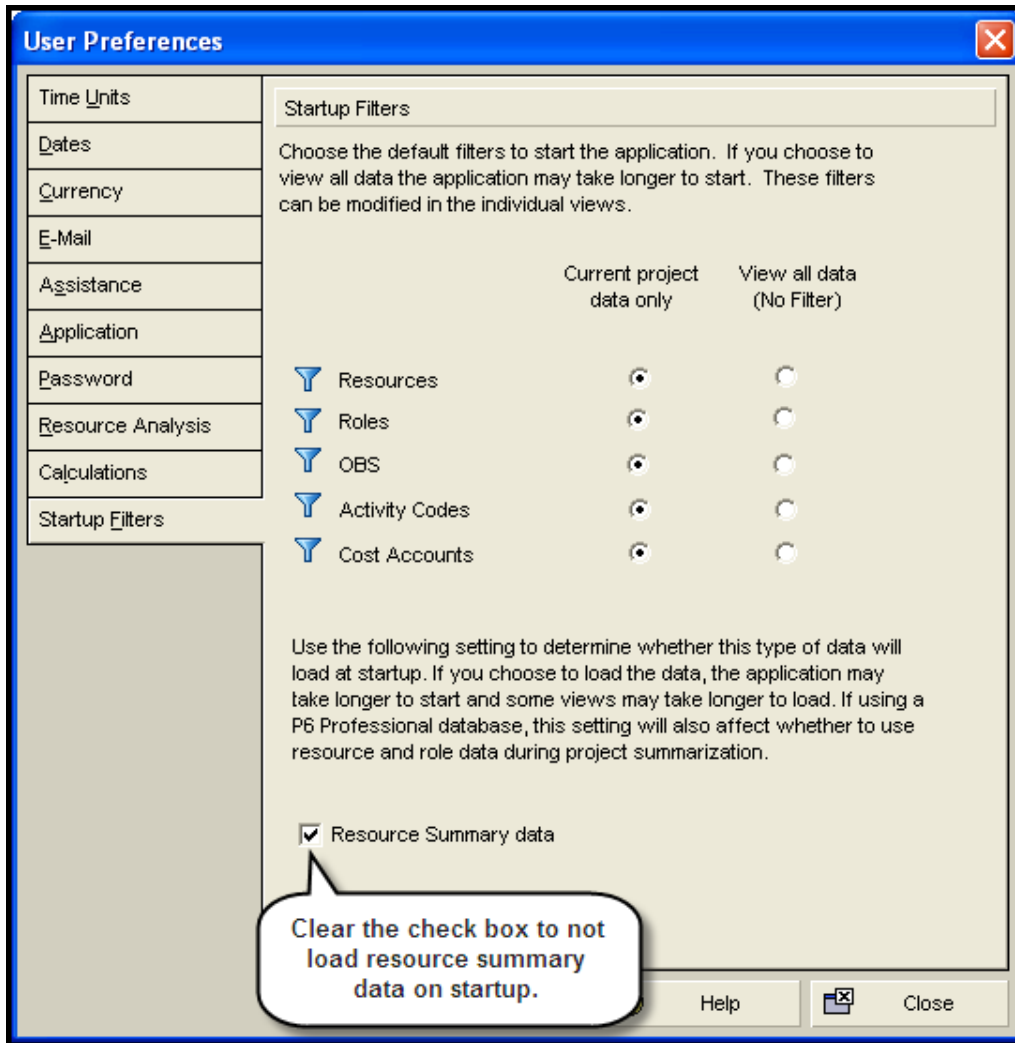 User Preferences
Time Units
Dates
Currency
E-Mail
Assistance
Application
Password
Resource Analysis
Calculations
Startup Filters
Startup Filters
Choose the default filters to start the application. If you choose to
view all data the application may take longer to start. These filters
can be modified in the individual views.
Current project
data only
View all data
(No Filter)
Resources
Roles
OBS
Activity Codes
Cost Accounts
Use the following setting to determine whether this type of data will
load at startup. If you choose to load the data, the application may
take longer to start and some views may take longer to load. If using a
P6 Professional database, this setting will also affect whether to use
resource and role data during project summarization.
Resource Summary data
Clear the check box to not
load resource summary
data on startup.
Help
Close